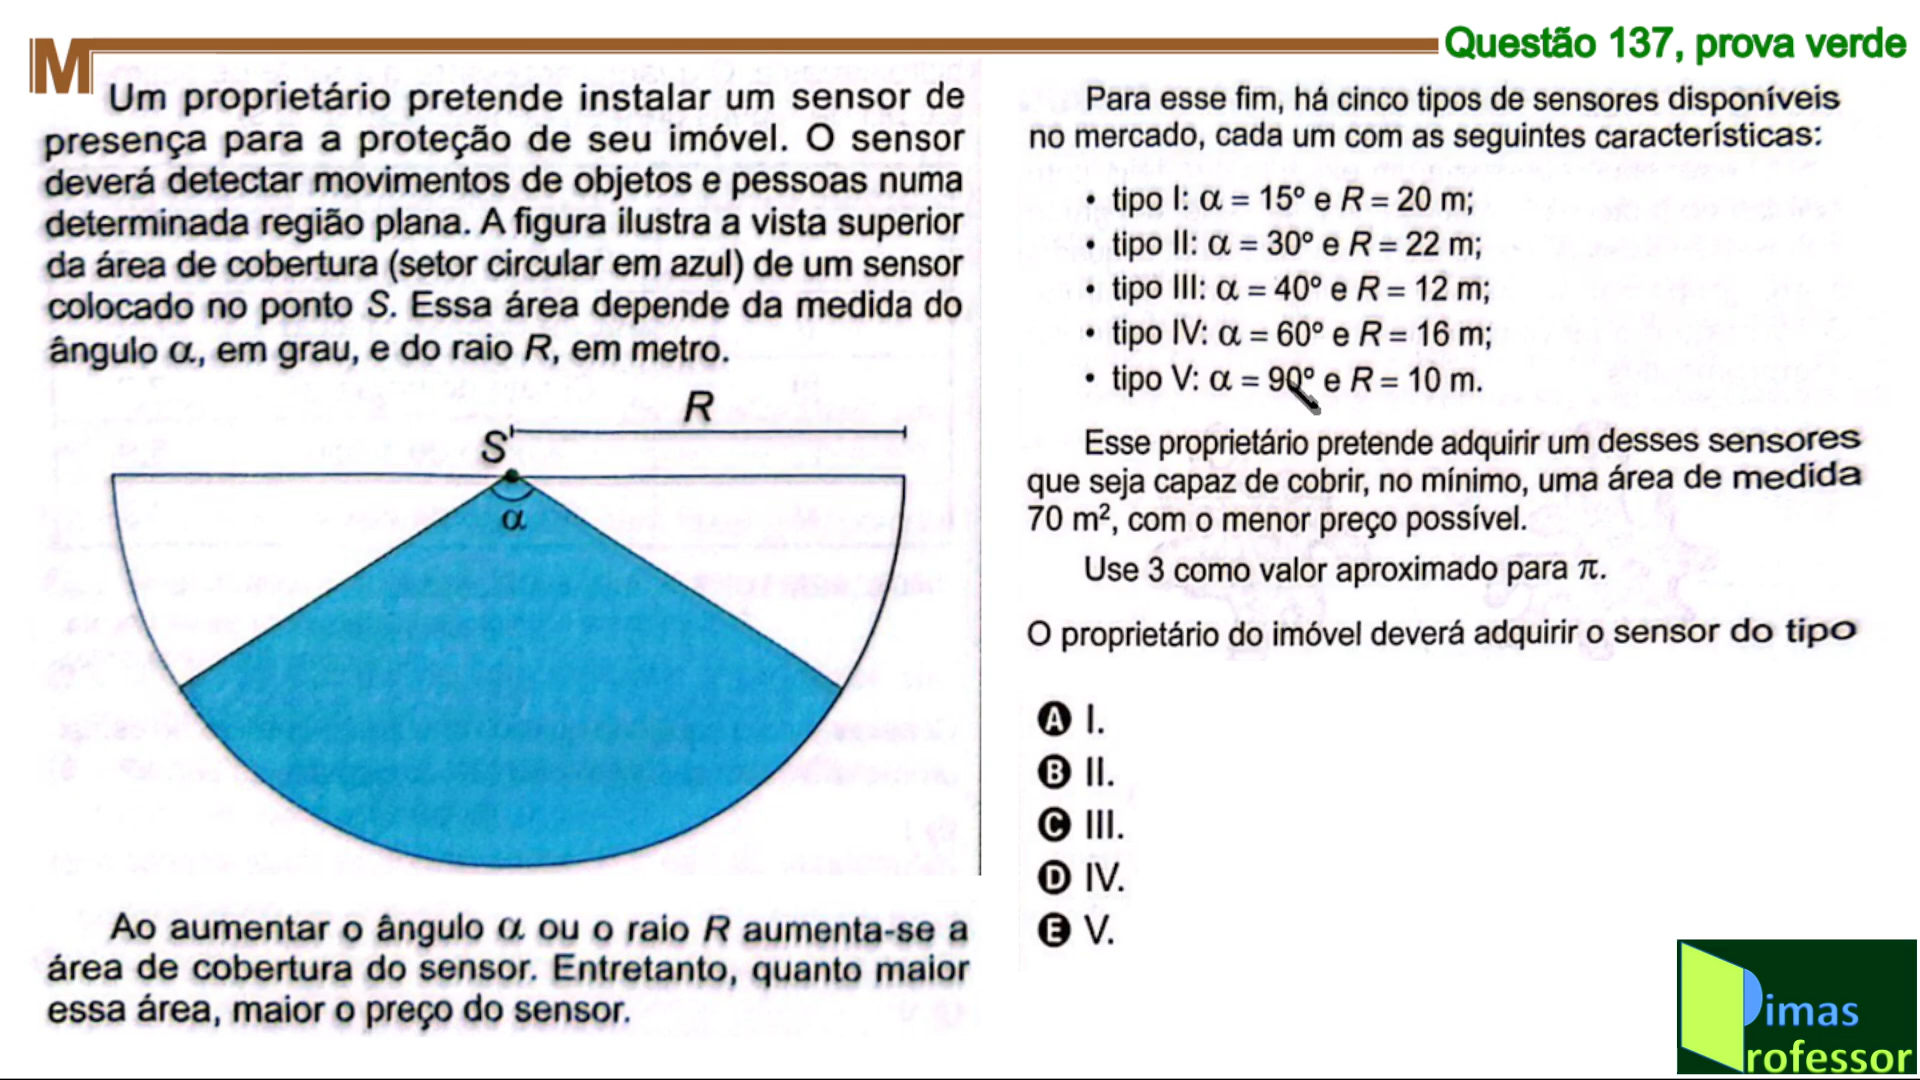 M
Questão 137, prova verde
Um proprietário pretende instalar um sensor de
presença para a proteção de seu imóvel. O sensor
deverá detectar movimentos de objetos e pessoas numa
determinada região plana. A figura ilustra a vista superior
da área de cobertura (setor circular em azul) de um sensor
colocado no ponto S. Essa área depende da medida do
ângulo α, em grau, e do raio R, em metro.
R
S
α
Ao aumentar o ângulo α ou o raio R aumenta-se a
área de cobertura do sensor. Entretanto, quanto maior
essa área, maior o preço do sensor.
Para esse fim, há cinco tipos de sensores disponíveis
no mercado, cada um com as seguintes características:
• tipo I: α = 15º e R = 20 m;
• tipo II: α = 30º e R = 22 m;
• tipo III: α = 40º e R = 12 m;
• tipo IV: α = 60º e R = 16 m;
• tipo V: α = 90º e R = 10 m.
Esse proprietário pretende adquirir um desses sensores
que seja capaz de cobrir, no mínimo, uma área de medida
70 m², com o menor preço possível.
Use 3 como valor aproximado para π.
O proprietário do imóvel deverá adquirir o sensor do tipo
A I.
B II.
C III.
D IV.
E V.
Dimas
Professor